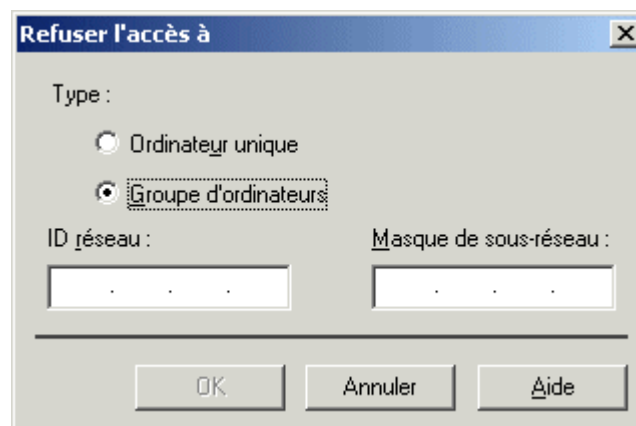 Refuser l'accès à
Type :
Ordinateur unique
Groupe d'ordinateurs
ID réseau : Masque de sous-réseau :
. . . . . .
OK Annuler Aide